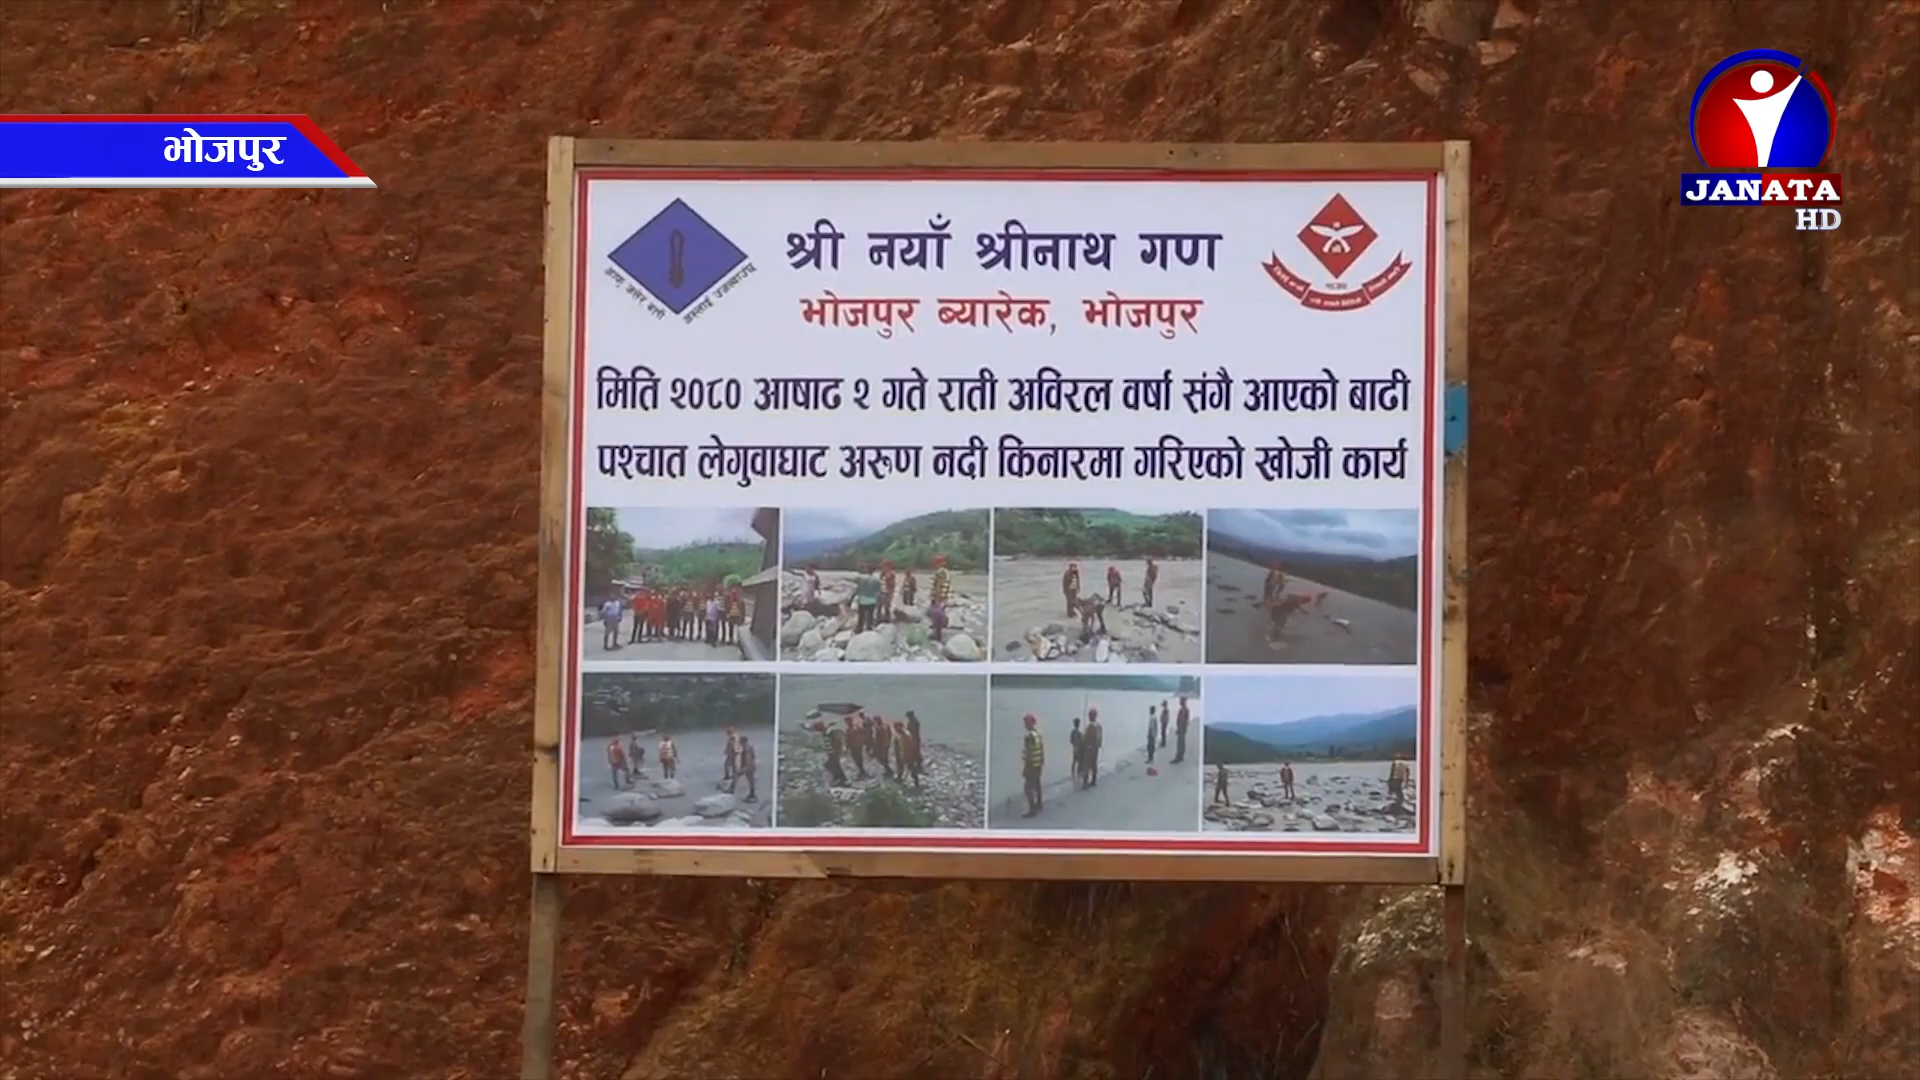 भोजपुर
JANATA
HD
श्री नयाँ श्रीनाथ गण
भोजपुर ब्यारेक, भोजपुर
मिति २०८० आषाढ २ गते राती अविरल वर्षा संगै आएको बाढी
पश्चात लेगुवाघाट अरुण नदी किनारमा गरिएको खोजी कार्य